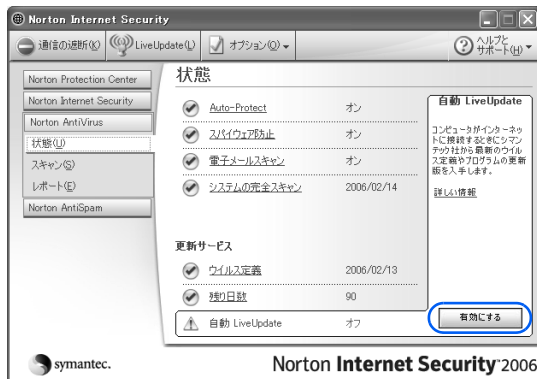 Norton Internet Security
通信の遮断(K) LiveUpdate(L) オプション(O) ヘルプと
サポート(H)
Norton Protection Center
Norton Internet Security
Norton AntiVirus
状態(U)
スキャン(S)
レポート(E)
Norton AntiSpam
状態
Auto-Protect オン
スパイウェア防止 オン
電子メールスキャン オン
システムの完全スキャン 2006/02/14
更新サービス
ウイルス定義 2006/02/13
残り日数 90
自動 LiveUpdate オフ
自動 LiveUpdate
コンピュータがインターネッ
トに接続するときにシマン
テック社から最新のウイル
ス定義やプログラムの更新
版を入手します。
詳しい情報
有効にする
symantec.
Norton Internet Security 2006